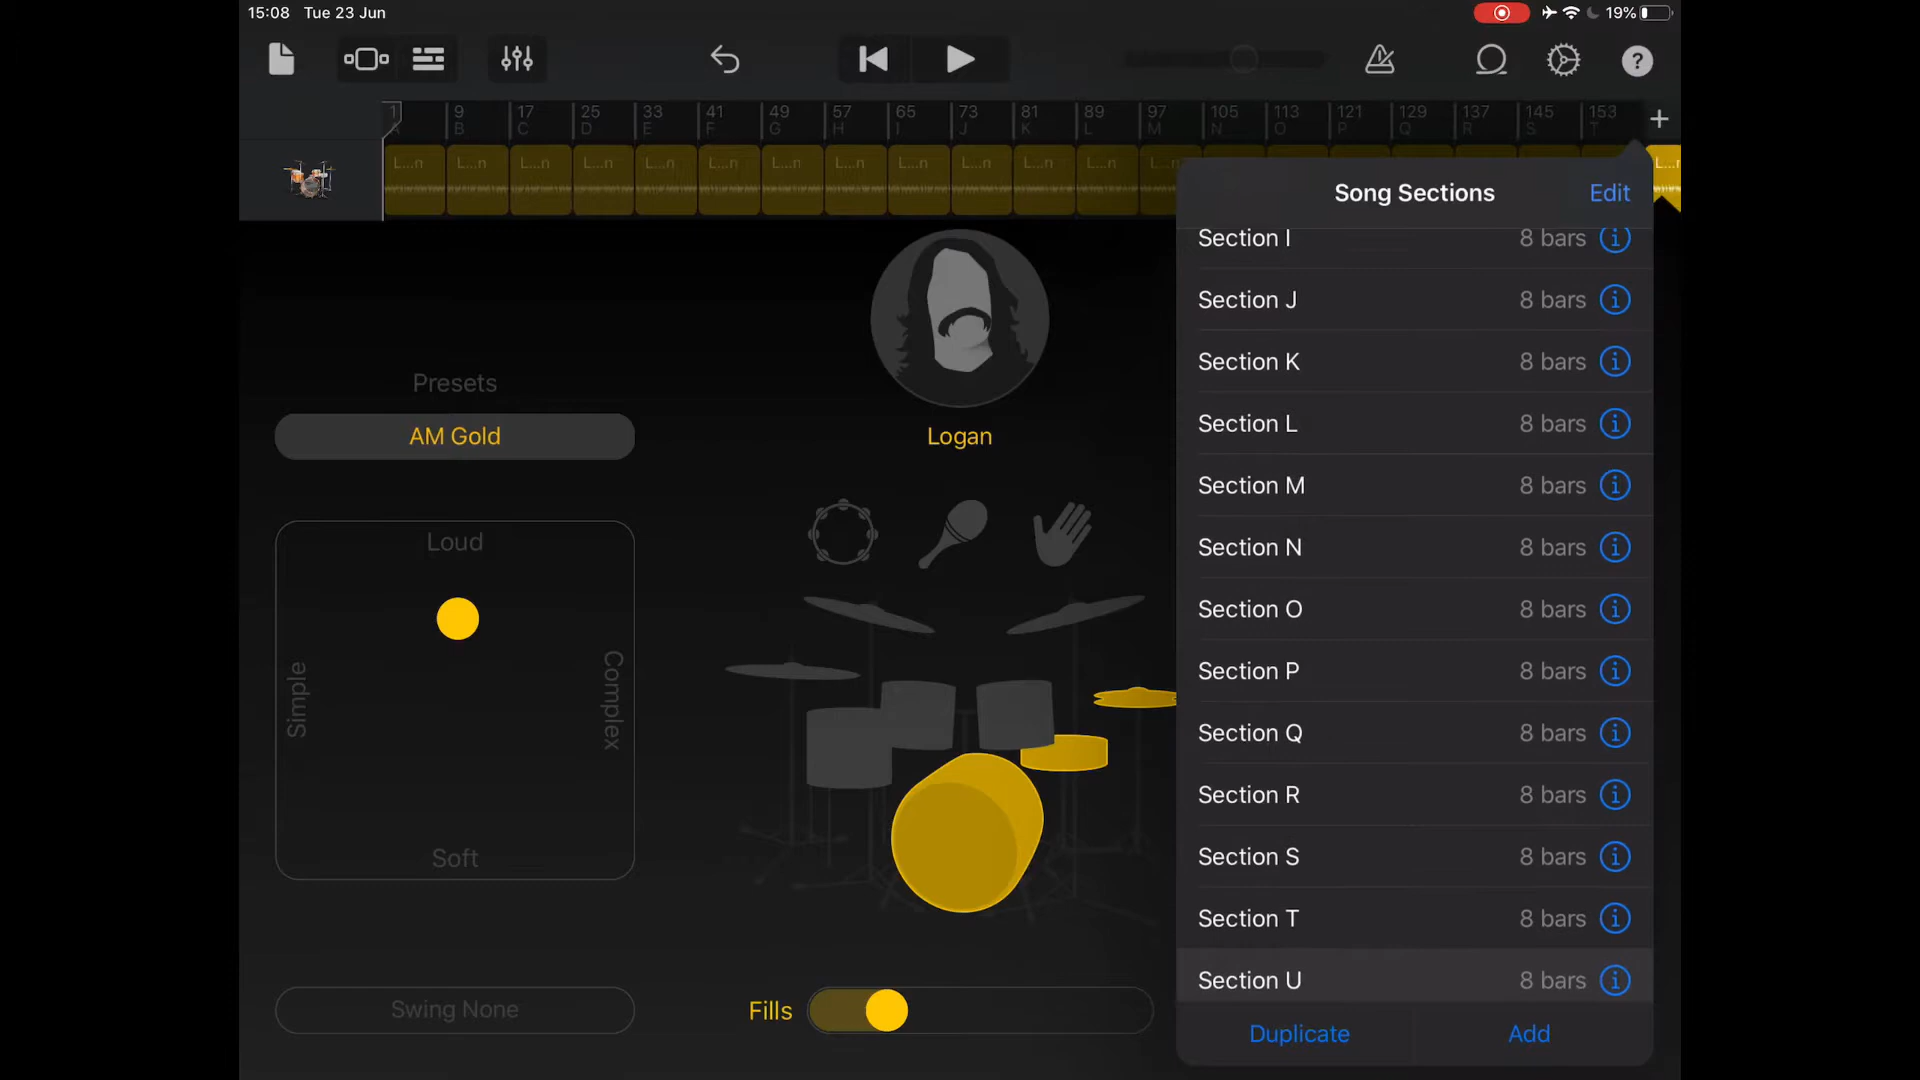 15:08 Tue 23 Jun 19%
1 9 17 25 33 41 49 57 65 73 81 89 97 105 113 121 129 137 145 153
A B C D E F G H I J K L M N O P Q R S T
L...n L...n L...n L...n L...n L...n L...n L...n L...n L...n L...n L...n L...n
Song Sections Edit
Section I 8 bars
Section J 8 bars
Section K 8 bars
Section L 8 bars
Section M 8 bars
Section N 8 bars
Section O 8 bars
Section P 8 bars
Section Q 8 bars
Section R 8 bars
Section S 8 bars
Section T 8 bars
Section U 8 bars
Duplicate Add
Presets
AM Gold
Logan
Loud
Simple
Complex
Soft
Swing None
Fills